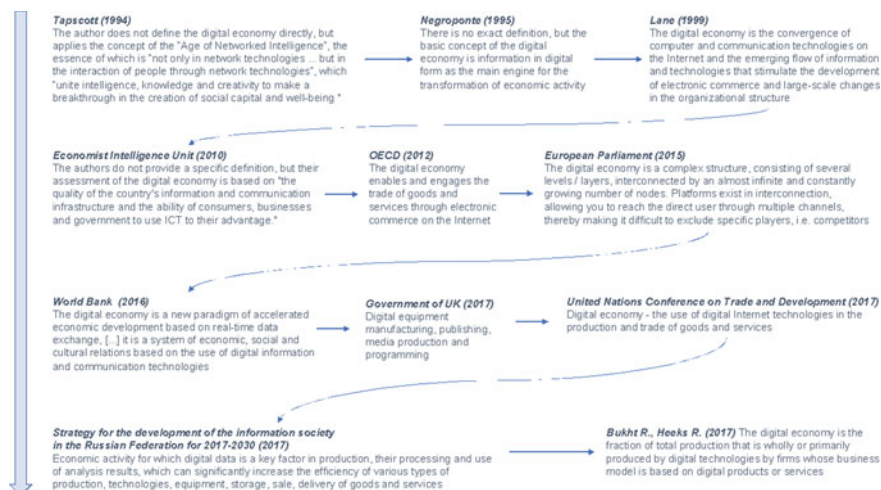 Tapscott (1994)
The author does not define the digital economy directly, but
applies the concept of the "Age of Networked Intelligence", the
essence of which is "not only in network technologies ... but in
the interaction of people through network technologies", which
"unite intelligence, knowledge and creativity to make a
breakthrough in the creation of social capital and well-being "
Negroponte (1995)
There is no exact definition, but the
basic concept of the digital
economy is information in digital
form as the main engine for the
transformation of economic activity
Lane (1999)
The digital economy is the convergence of
computer and communication technologies on
the Internet and the emerging flow of information
and technologies that stimulate the development
of electronic commerce and large-scale changes
in the organizational structure
Economist Intelligence Unit (2010)
The authors do not provide a specific definition, but their
assessment of the digital economy is based on "the
quality of the country's information and communication
infrastructure and the ability of consumers, businesses
and government to use ICT to their advantage."
OECD (2012)
The digital economy
enables and engages the
trade of goods and
services through electronic
commerce on the Internet
European Parliament (2015)
The digital economy is a complex structure, consisting of several
levels / layers, interconnected by an almost infinite and constantly
growing number of nodes. Platforms exist in interconnection,
allowing you to reach the direct user through multiple channels,
thereby making it difficult to exclude specific players, i.e. competitors
World Bank (2016)
The digital economy is a new paradigm of accelerated
economic development based on real-time data
exchange, [...] it is a system of economic, social and
cultural relations based on the use of digital information
and communication technologies
Government of UK (2017)
Digital equipment
manufacturing, publishing,
media production and
programming
United Nations Conference on Trade and Development (2017)
Digital economy - the use of digital Internet technologies in the
production and trade of goods and services
Strategy for the development of the information society
in the Russian Federation for 2017-2030 (2017)
Economic activity for which digital data is a key factor in production, their processing and use
of analysis results, which can significantly increase the efficiency of various types of
production, technologies, equipment, storage, sale, delivery of goods and services
Bukht R., Heeks R. (2017) The digital economy is the
fraction of total production that is wholly or primarily
produced by digital technologies by firms whose business
model is based on digital products or services